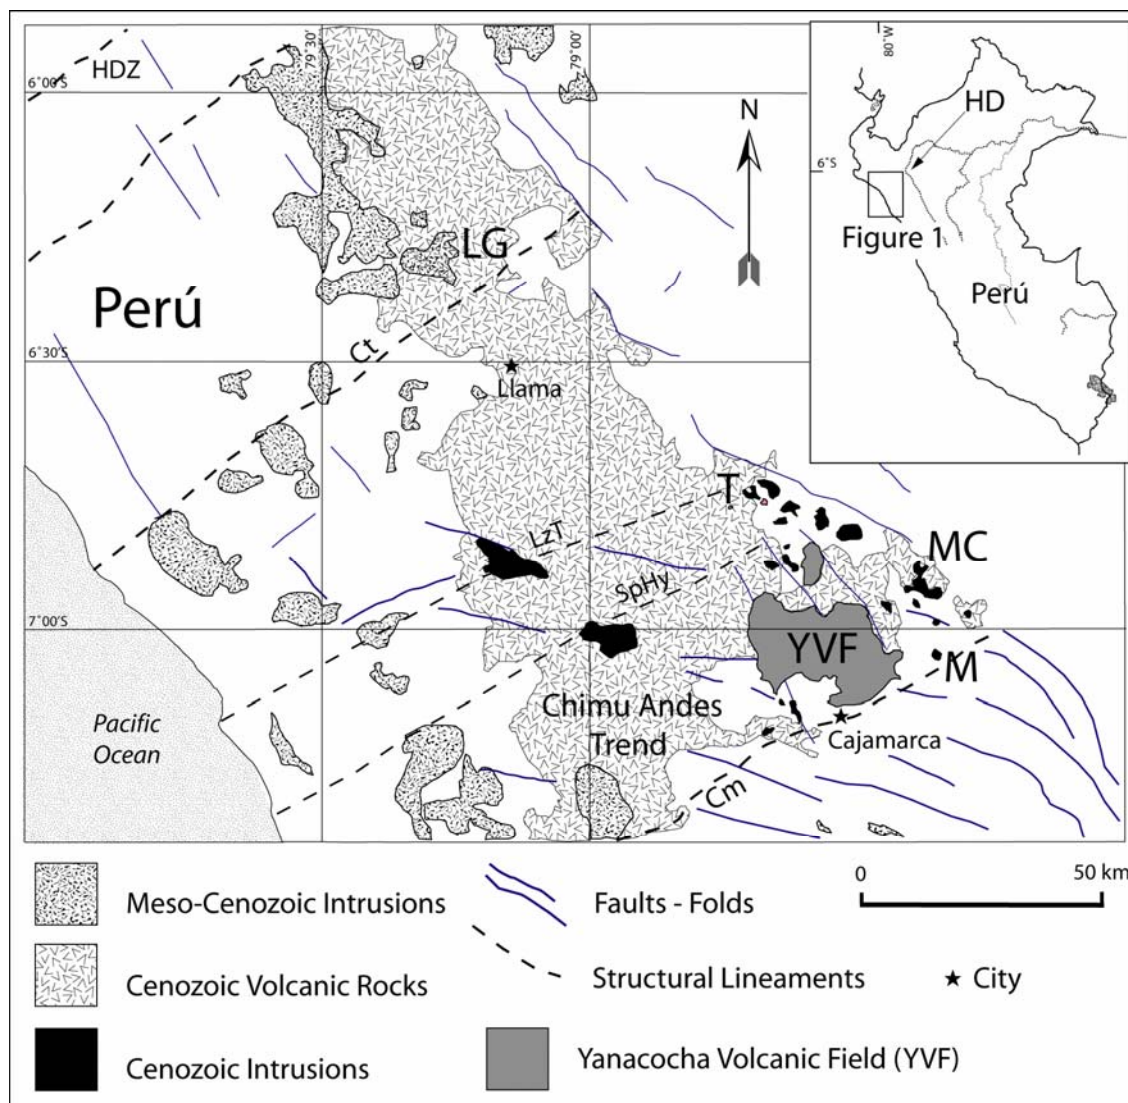 79°30'
79°00'
80°W
HDZ
6°00'S
N
HD
6°S
LG
Figure 1
Perú
Perú
Ct
6°30'S
Llama
T
LzT
MC
SpHy
7°00'S
YVF
M
Chimu Andes
Trend
Pacific
Ocean
Cajamarca
Cm
0 50 km
Meso-Cenozoic Intrusions
Faults - Folds
Cenozoic Volcanic Rocks
Structural Lineaments
City
Cenozoic Intrusions
Yanacocha Volcanic Field (YVF)